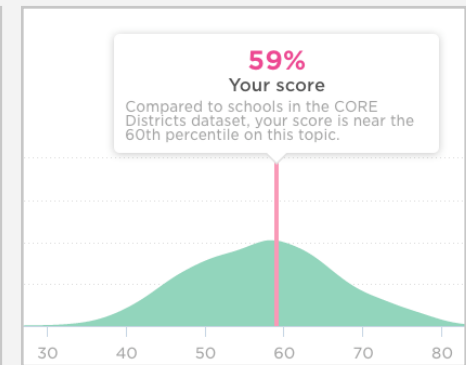 59%
Your score
Compared to schools in the CORE
Districts dataset, your score is near the
60th percentile on this topic.
30 40 50 60 70 80